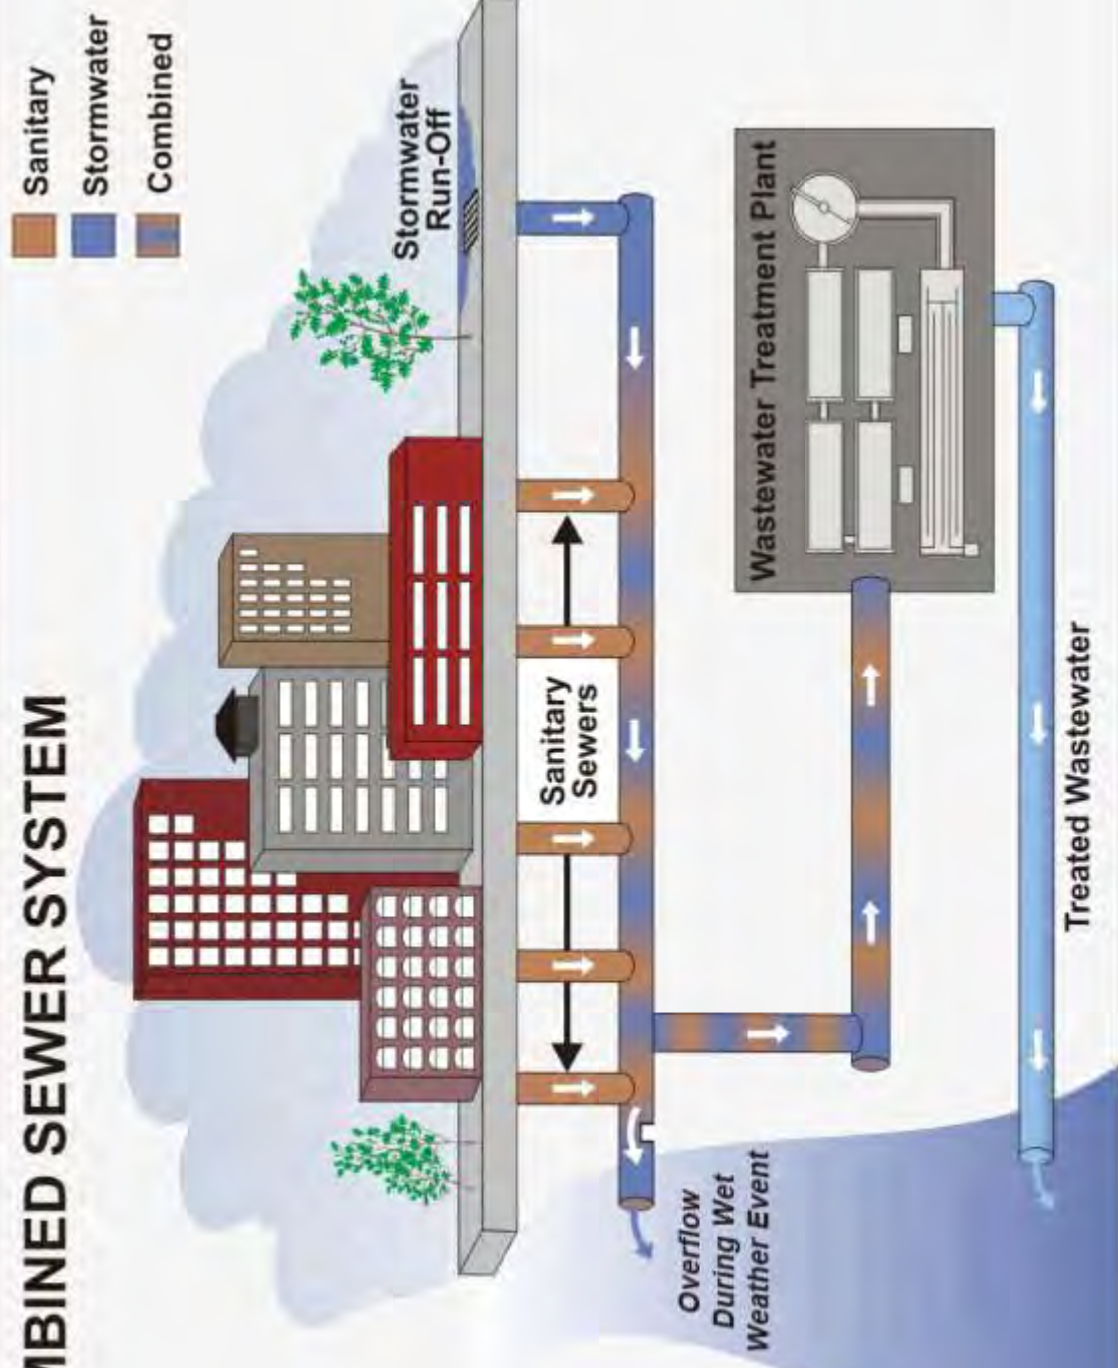 MBINED SEWER SYSTEM
Sanitary
Stormwater
Combined
Stormwater
Run-Off
Sanitary
Sewers
Overflow
During Wet
Weather Event
Wastewater Treatment Plant
Treated Wastewater